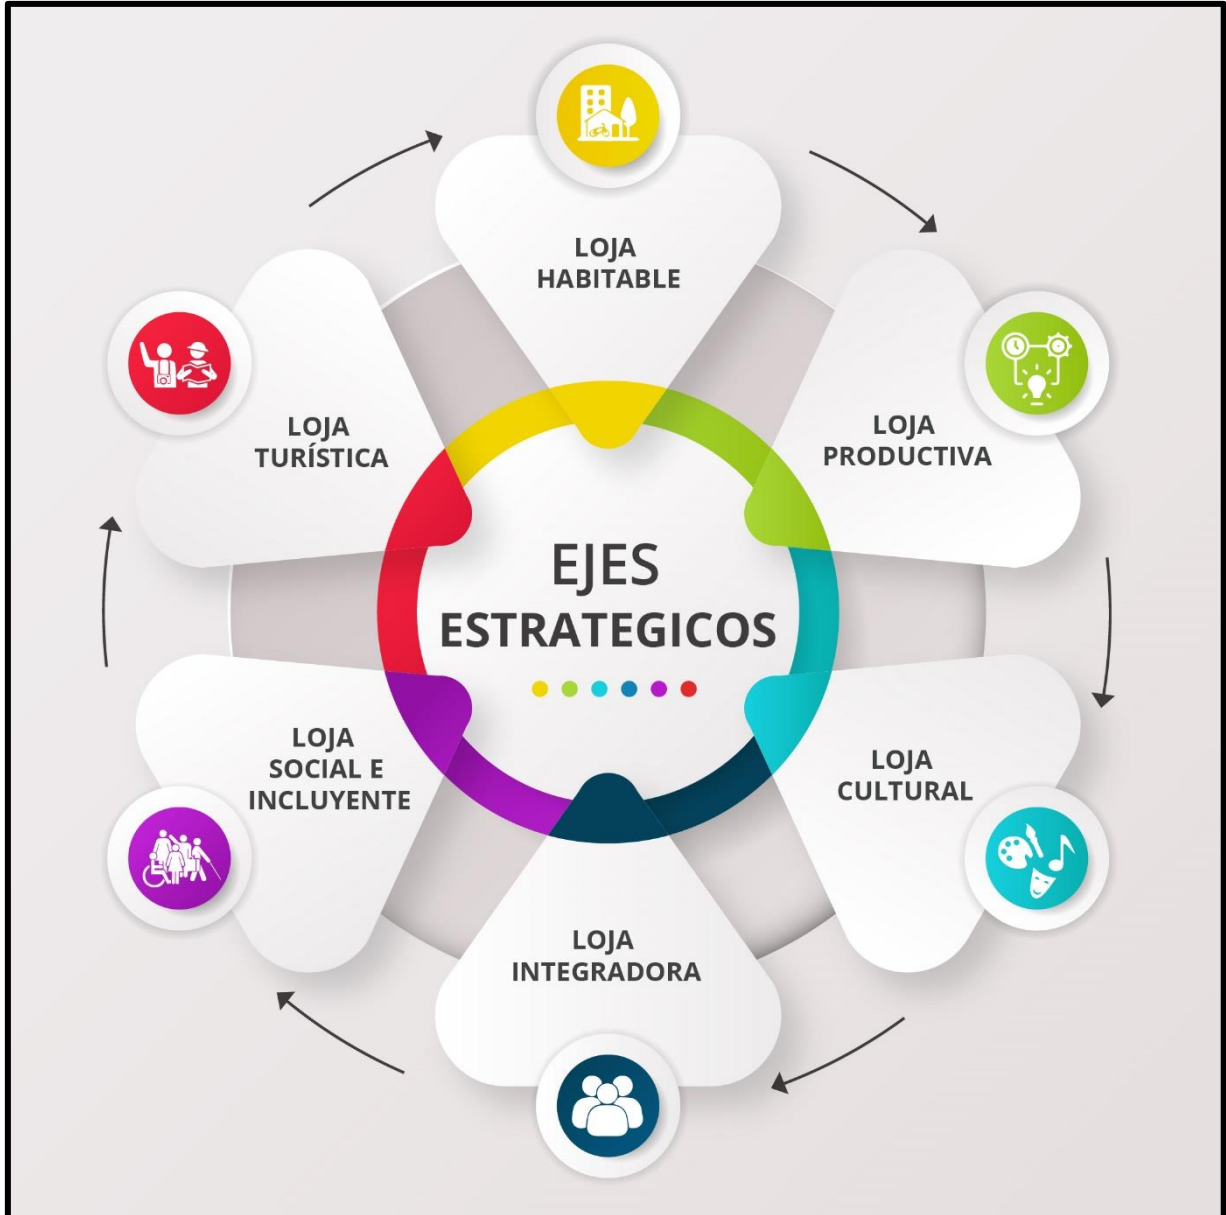 LOJA
HABITABLE
LOJA
PRODUCTIVA
LOJA
CULTURAL
LOJA
INTEGRADORA
LOJA
SOCIAL E
INCLUYENTE
LOJA
TURÍSTICA
EJES
ESTRATEGICOS